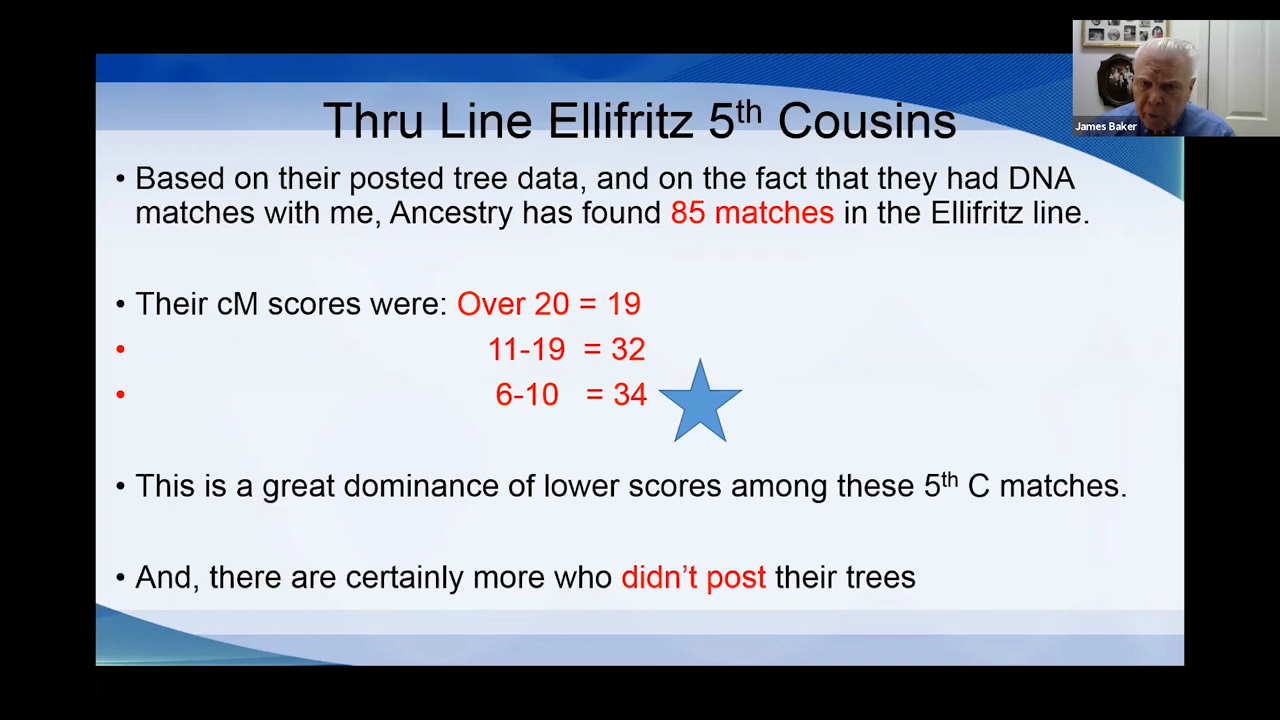 Thru Line Ellifritz 5th Cousins
James Baker
• Based on their posted tree data, and on the fact that they had DNA
matches with me, Ancestry has found 85 matches in the Ellifritz line.
• Their cM scores were: Over 20 = 19
• 11-19 = 32
• 6-10 = 34
• This is a great dominance of lower scores among these 5th C matches.
• And, there are certainly more who didn’t post their trees